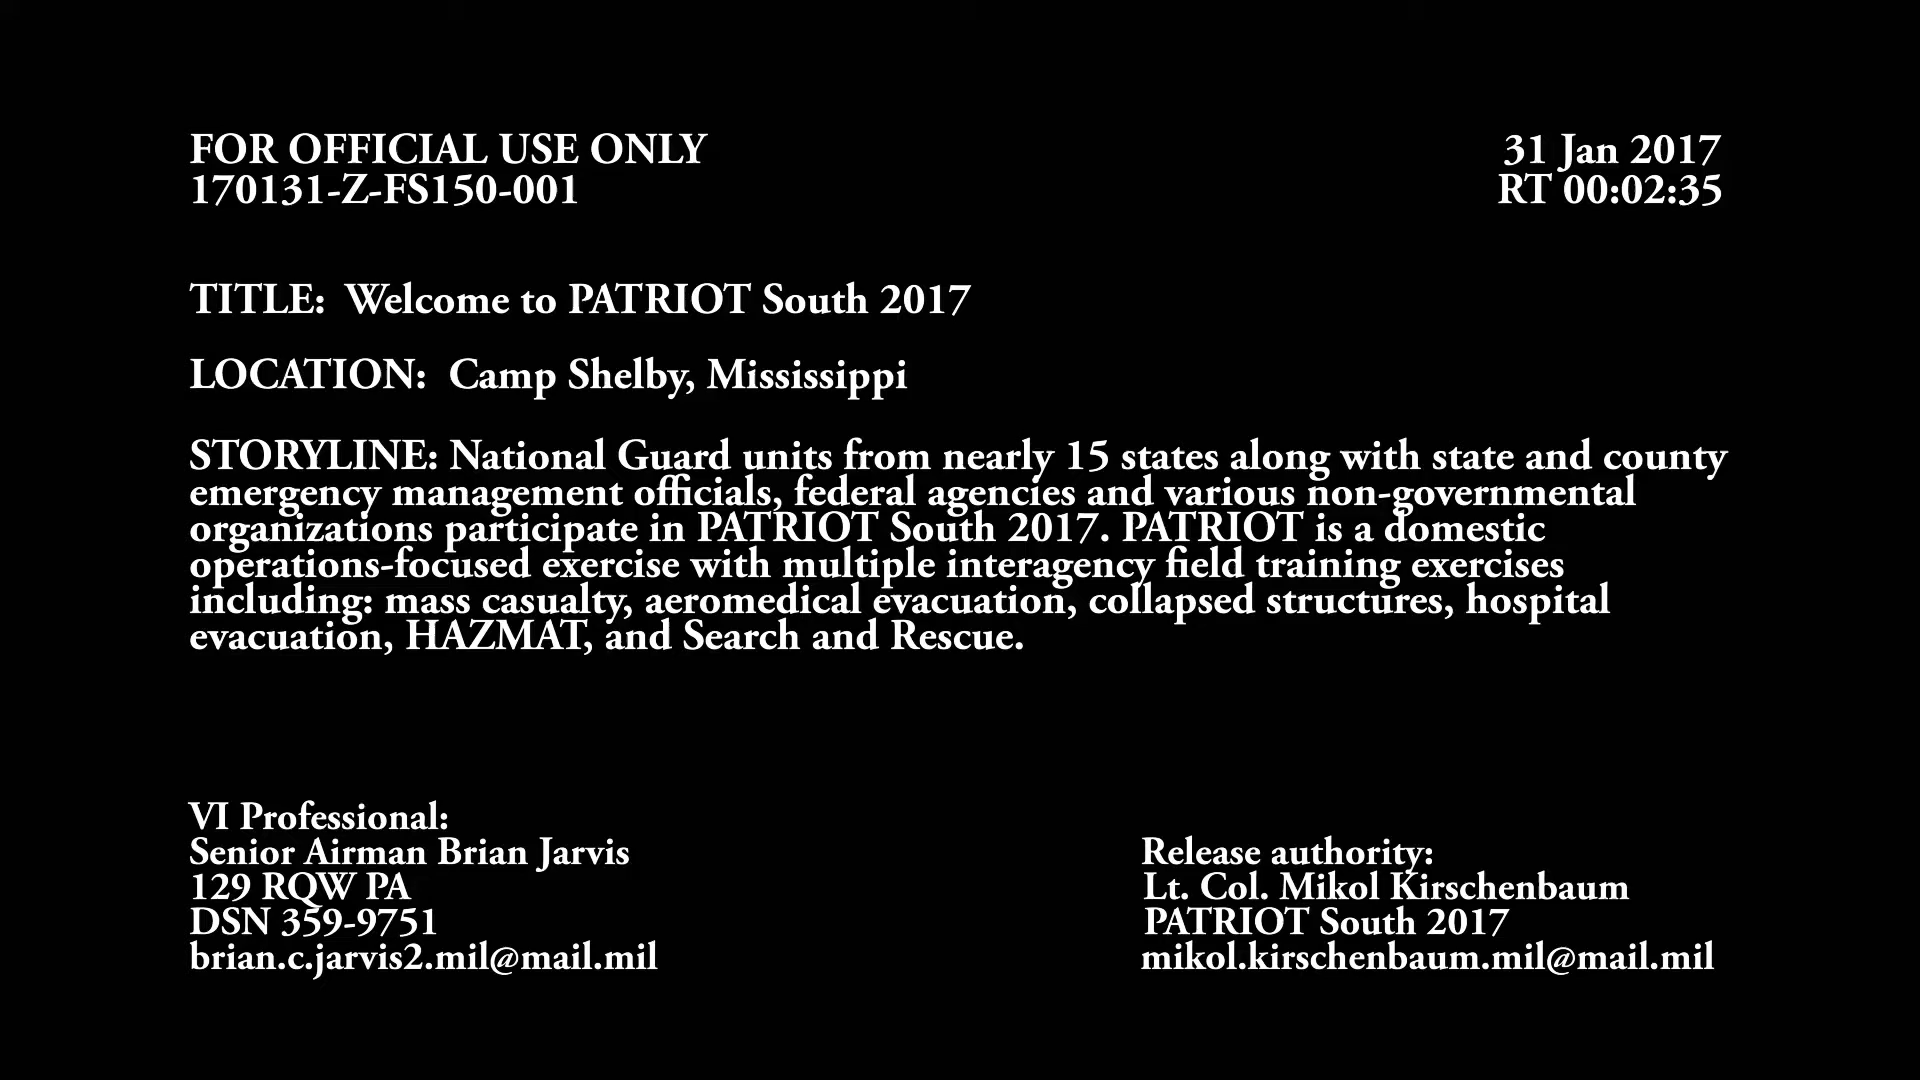 FOR OFFICIAL USE ONLY
170131-Z-FS150-001
31 Jan 2017
RT 00:02:35
TITLE: Welcome to PATRIOT South 2017
LOCATION: Camp Shelby, Mississippi
STORYLINE: National Guard units from nearly 15 states along with state and county
emergency management officials, federal agencies and various non-governmental
organizations participate in PATRIOT South 2017. PATRIOT is a domestic
operations-focused exercise with multiple interagency field training exercises
including: mass casualty, aeromedical evacuation, collapsed structures, hospital
evacuation, HAZMAT, and Search and Rescue.
VI Professional:
Senior Airman Brian Jarvis
129 RQW PA
DSN 359-9751
brian.c.jarvis2.mil@mail.mil
Release authority:
Lt. Col. Mikol Kirschenbaum
PATRIOT South 2017
mikol.kirschenbaum.mil@mail.mil